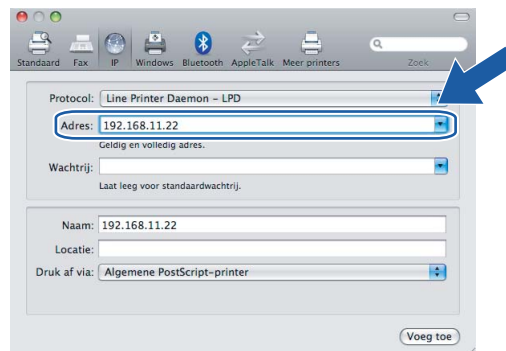 Standaard Fax IP Windows Bluetooth AppleTalk Meer printers Zoek
Protocol: Line Printer Daemon – LPD
Adres: 192.168.11.22
Geldig en volledig adres.
Wachtrij:
Laat leeg voor standaardwachtrij.
Naam: 192.168.11.22
Locatie:
Druk af via: Algemene PostScript-printer
Voeg toe